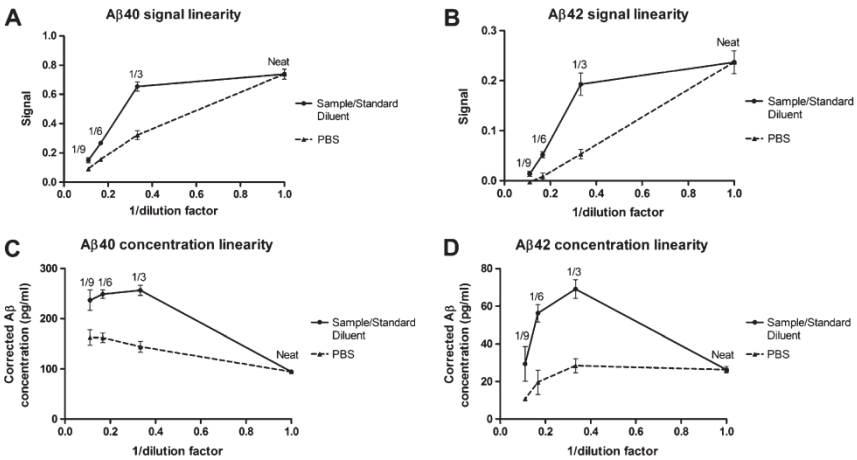 A
Aβ40 signal linearity
Signal
1.0
0.8
0.6
0.4
0.2
0.0
1/9
1/6
1/3
Neat
0.0 0.2 0.4 0.6 0.8 1.0
1/dilution factor
Sample/Standard
Diluent
PBS
B
Aβ42 signal linearity
Signal
0.3
0.2
0.1
0.0
1/9
1/6
1/3
Neat
0.0 0.2 0.4 0.6 0.8 1.0
1/dilution factor
Sample/Standard
Diluent
PBS
C
Aβ40 concentration linearity
Corrected Aβ
concentration (pg/ml)
300
200
100
0
1/9
1/6
1/3
Neat
0.0 0.2 0.4 0.6 0.8 1.0
1/dilution factor
Sample/Standard
Diluent
PBS
D
Aβ42 concentration linearity
Corrected Aβ
concentration (pg/ml)
80
60
40
20
0
1/9
1/6
1/3
Neat
0.0 0.2 0.4 0.6 0.8 1.0
1/dilution factor
Sample/Standard
Diluent
PBS